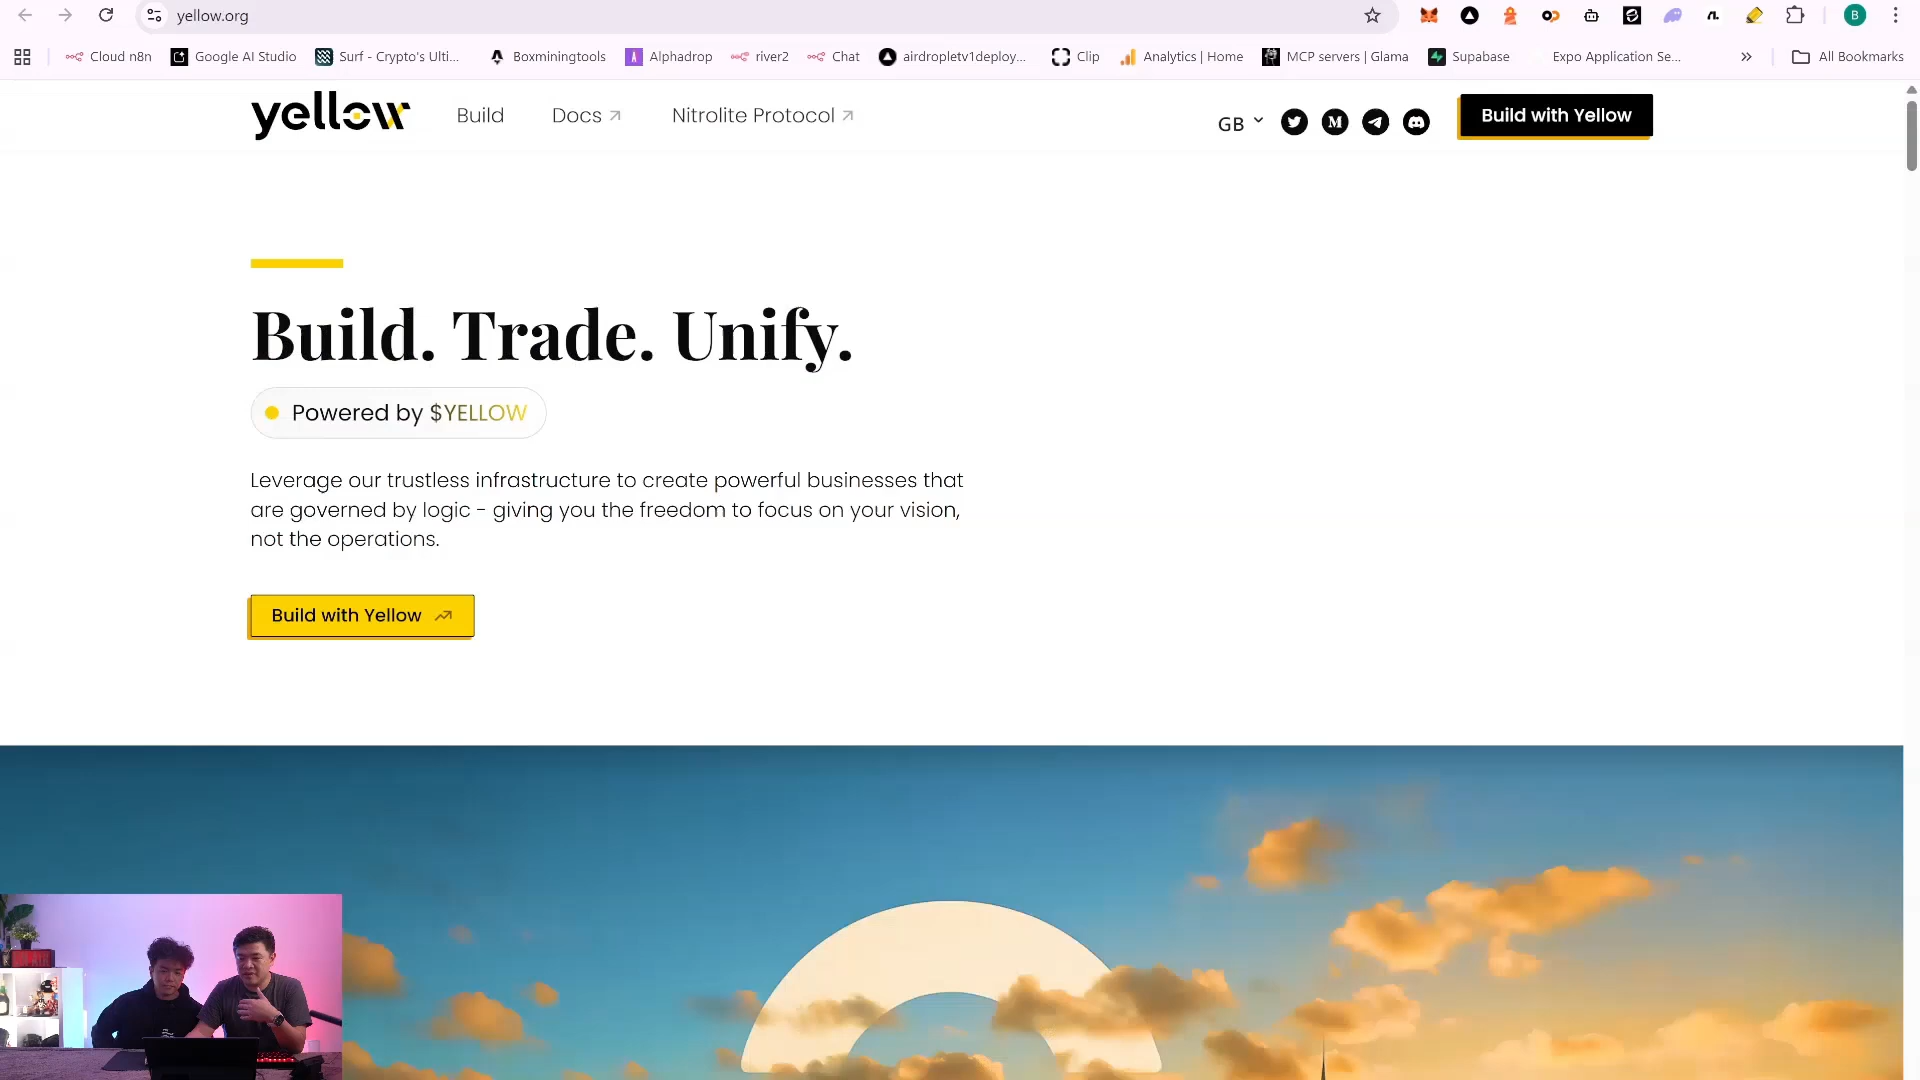 yellow.org
Cloud n8n
Google AI Studio
Surf - Crypto's Ulti...
Boxminingtools
Alphadrop
river2
Chat
airdropletv1deploy...
Clip
Analytics | Home
MCP servers | Glama
Supabase
Expo Application Se...
All Bookmarks
yellow
Build
Docs
Nitrolite Protocol
GB
Build with Yellow
Build. Trade. Unify.
Powered by $YELLOW
Leverage our trustless infrastructure to create powerful businesses that
are governed by logic - giving you the freedom to focus on your vision,
not the operations.
Build with Yellow